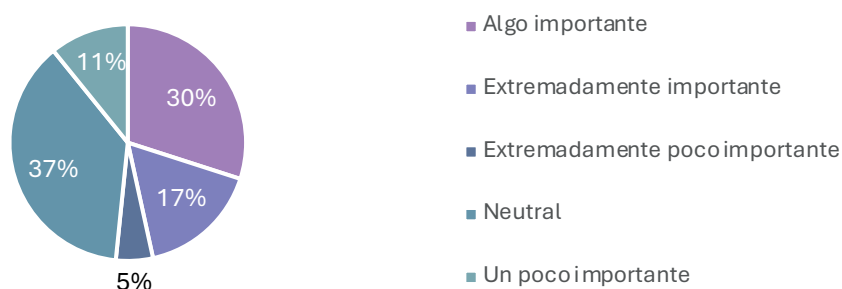 30%
17%
5%
37%
11%
Algo importante
Extremadamente importante
Extremadamente poco importante
Neutral
Un poco importante